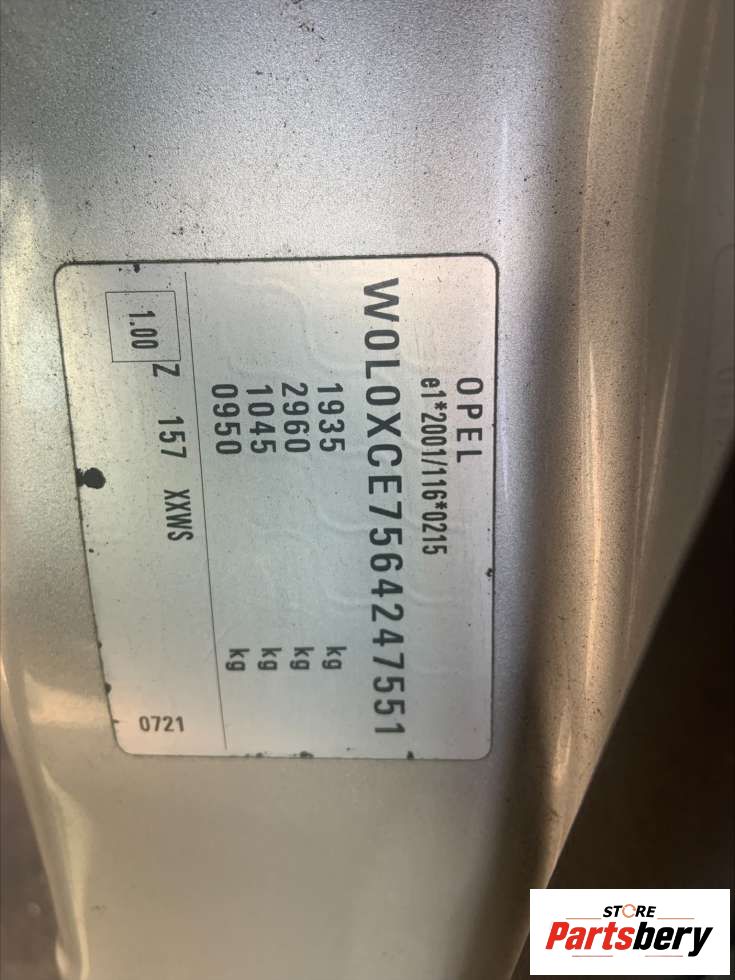 OPEL
e1*2001/116*0215
W0L0XCE7564247551
1935 kg
2960 kg
1045 kg
0950 kg
1.00 Z 157 XXWS
0721
STORE
Partsbery